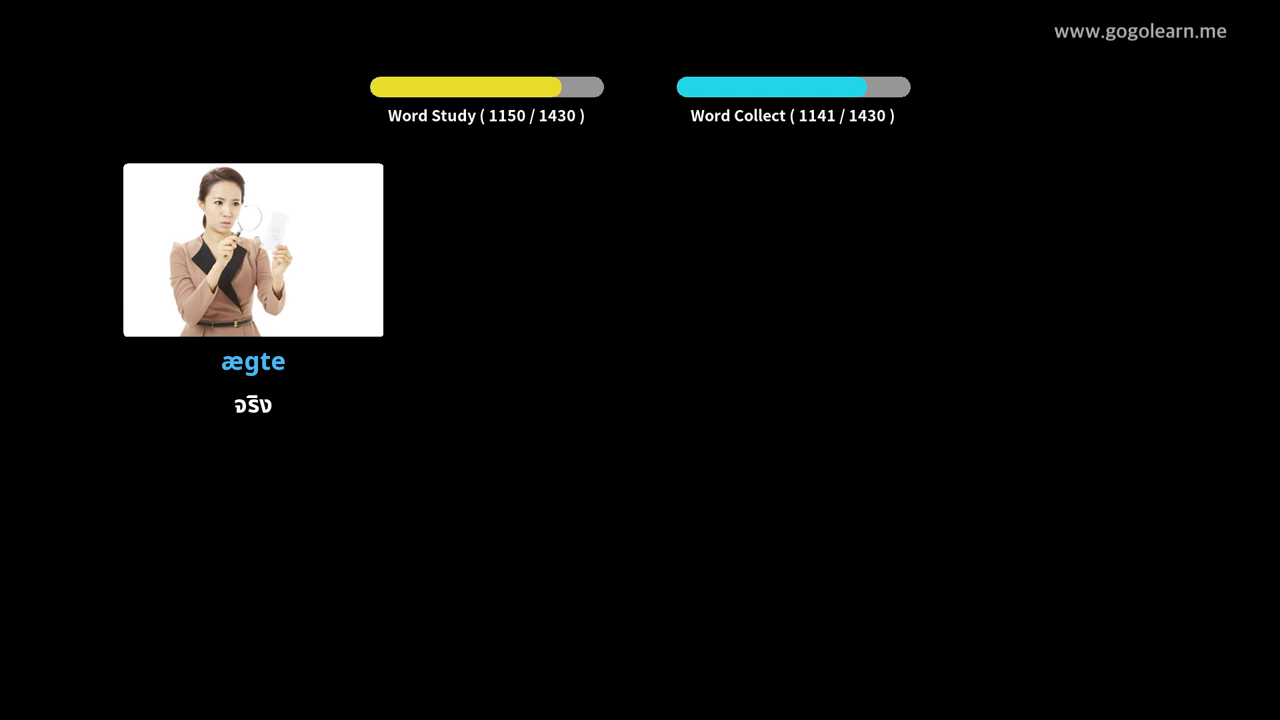 www.gogolearn.me
Word Study ( 1150 / 1430 )
Word Collect ( 1141 / 1430 )
ægte
จริง